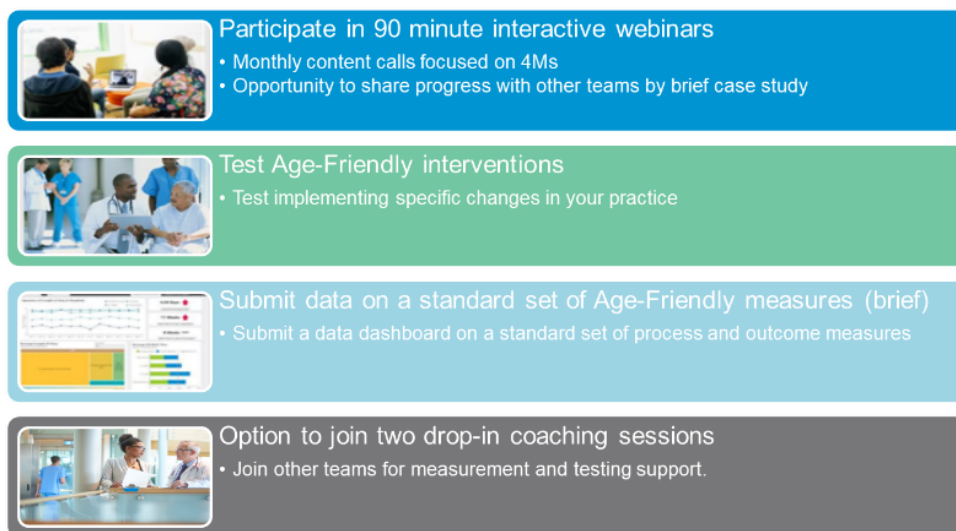 Participate in 90 minute interactive webinars
• Monthly content calls focused on 4Ms
• Opportunity to share progress with other teams by brief case study
Test Age-Friendly interventions
• Test implementing specific changes in your practice
Submit data on a standard set of Age-Friendly measures (brief)
• Submit a data dashboard on a standard set of process and outcome measures
Option to join two drop-in coaching sessions
• Join other teams for measurement and testing support.